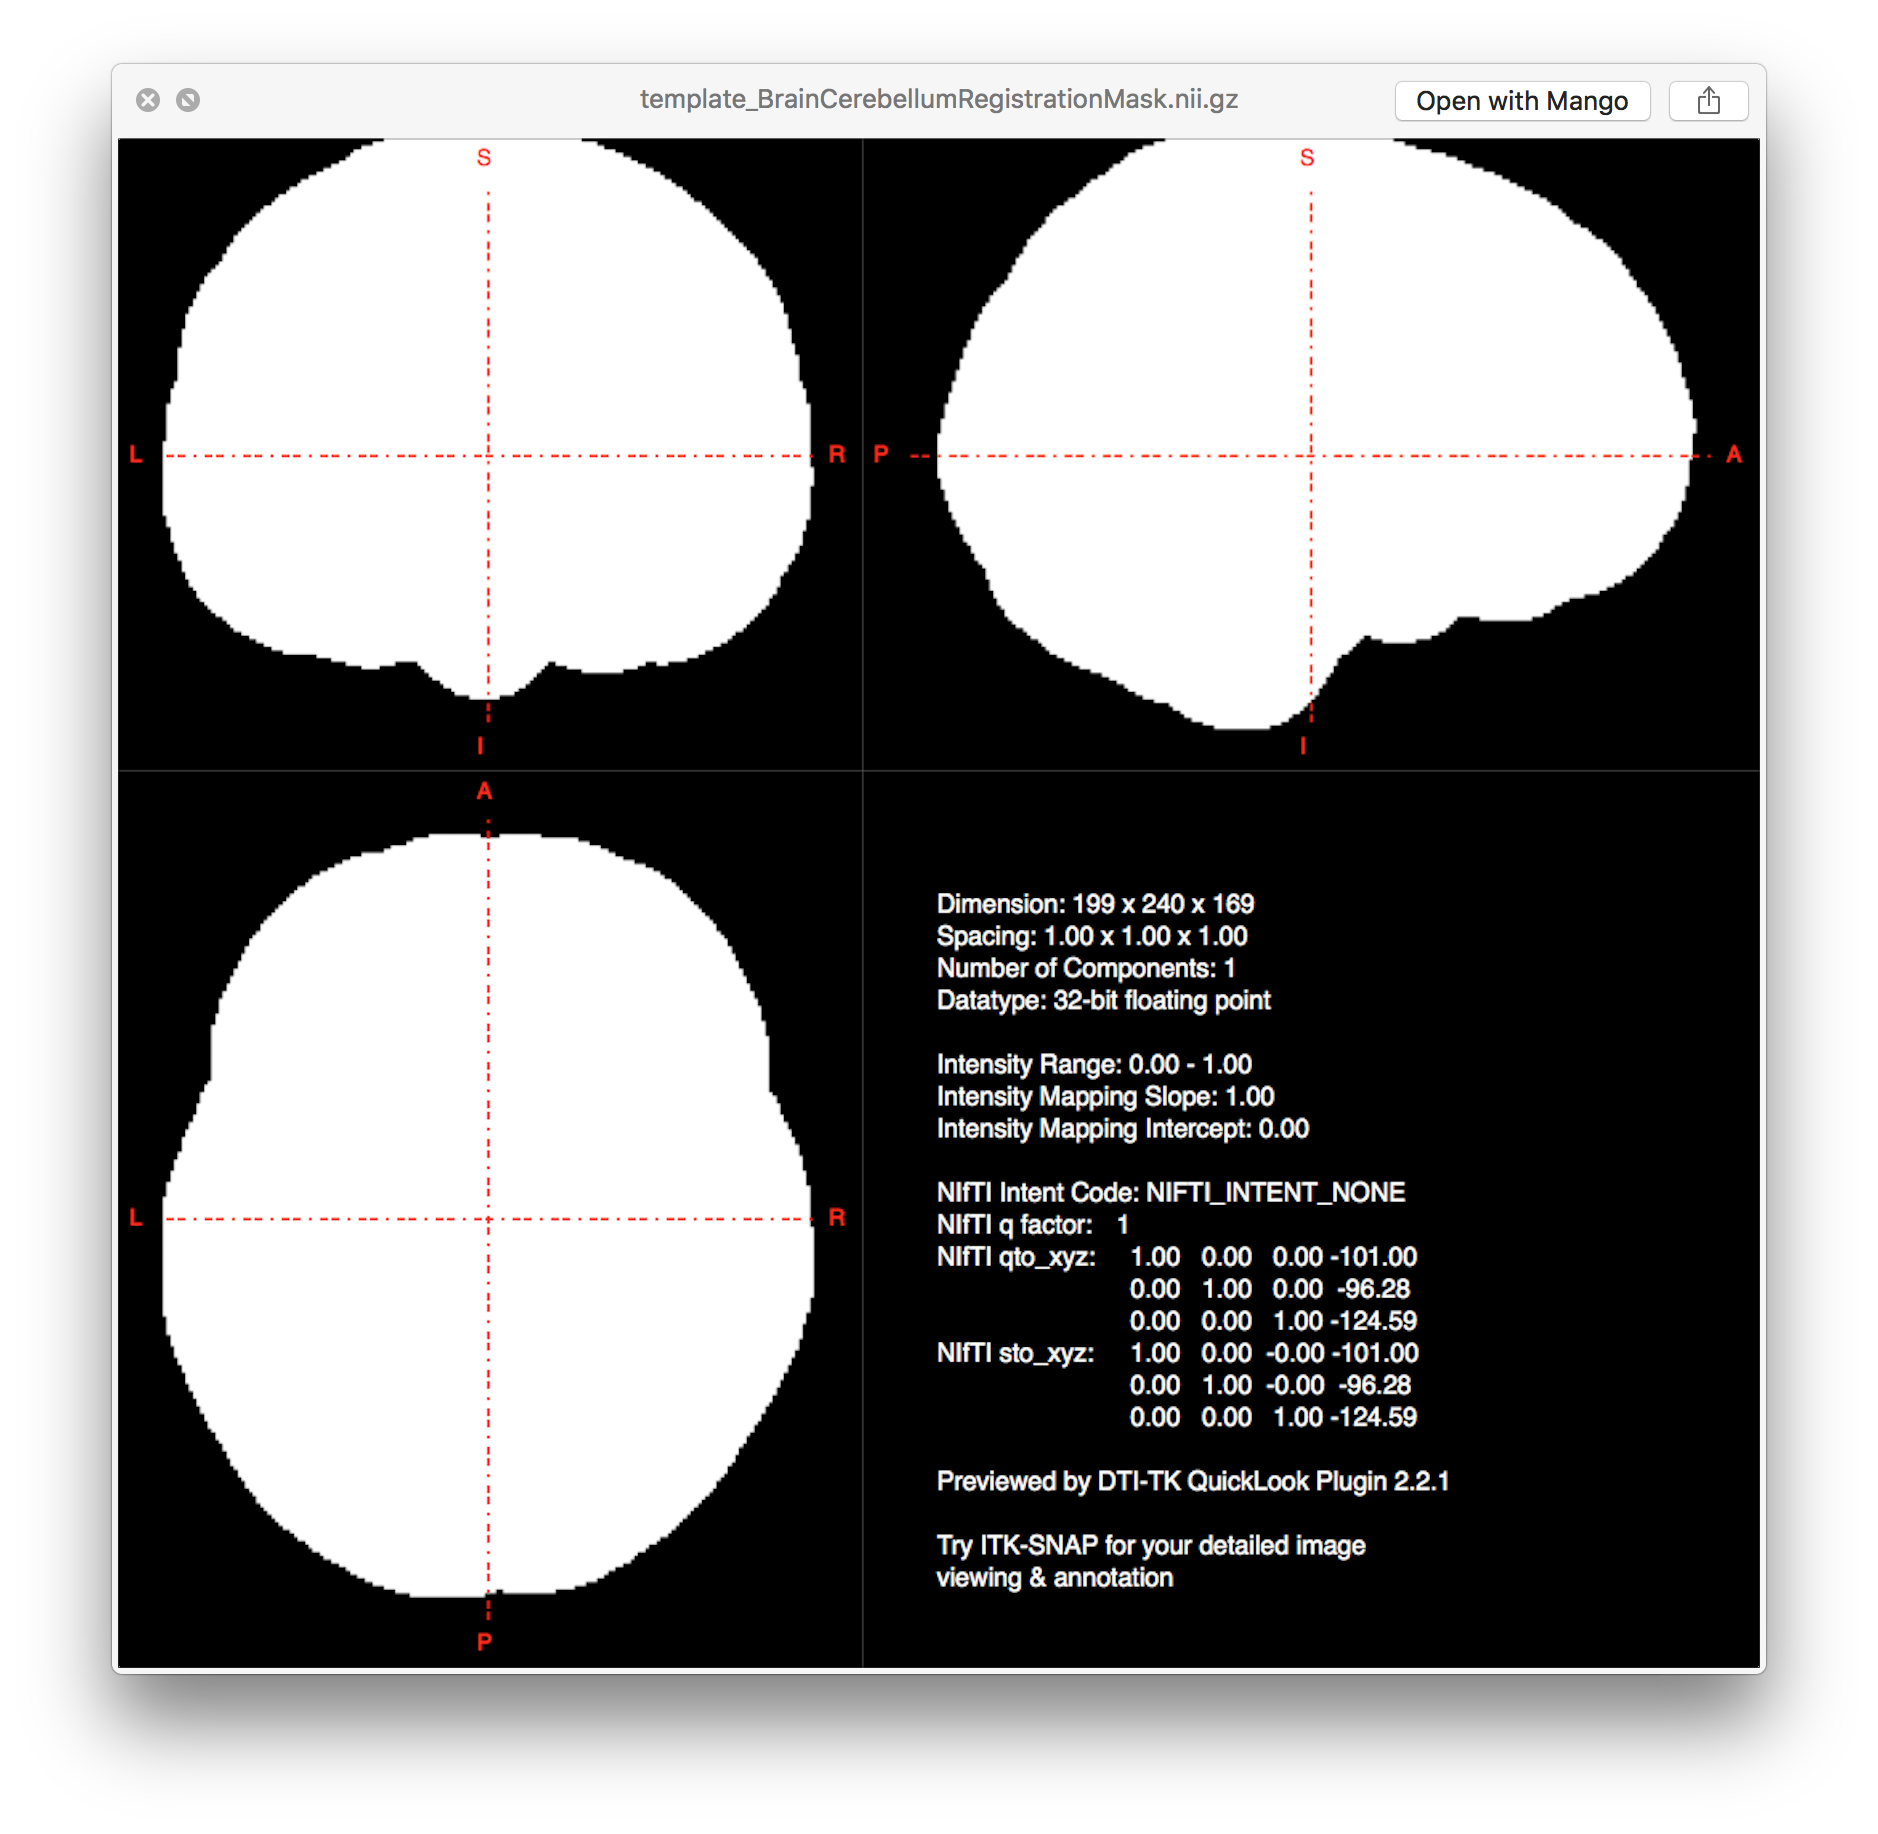 template_BrainCerebellumRegistrationMask.nii.gz
Open with Mango
S
L
R
I
S
P
A
I
A
L
R
P
Dimension: 199 x 240 x 169
Spacing: 1.00 x 1.00 x 1.00
Number of Components: 1
Datatype: 32-bit floating point
Intensity Range: 0.00 - 1.00
Intensity Mapping Slope: 1.00
Intensity Mapping Intercept: 0.00
NIfTI Intent Code: NIFTI_INTENT_NONE
NIfTI q factor: 1
NIfTI qto_xyz: 1.00 0.00 0.00 -101.00
0.00 1.00 0.00 -96.28
0.00 0.00 1.00 -124.59
NIfTI sto_xyz: 1.00 0.00 -0.00 -101.00
0.00 1.00 -0.00 -96.28
0.00 0.00 1.00 -124.59
Previewed by DTI-TK QuickLook Plugin 2.2.1
Try ITK-SNAP for your detailed image
viewing & annotation